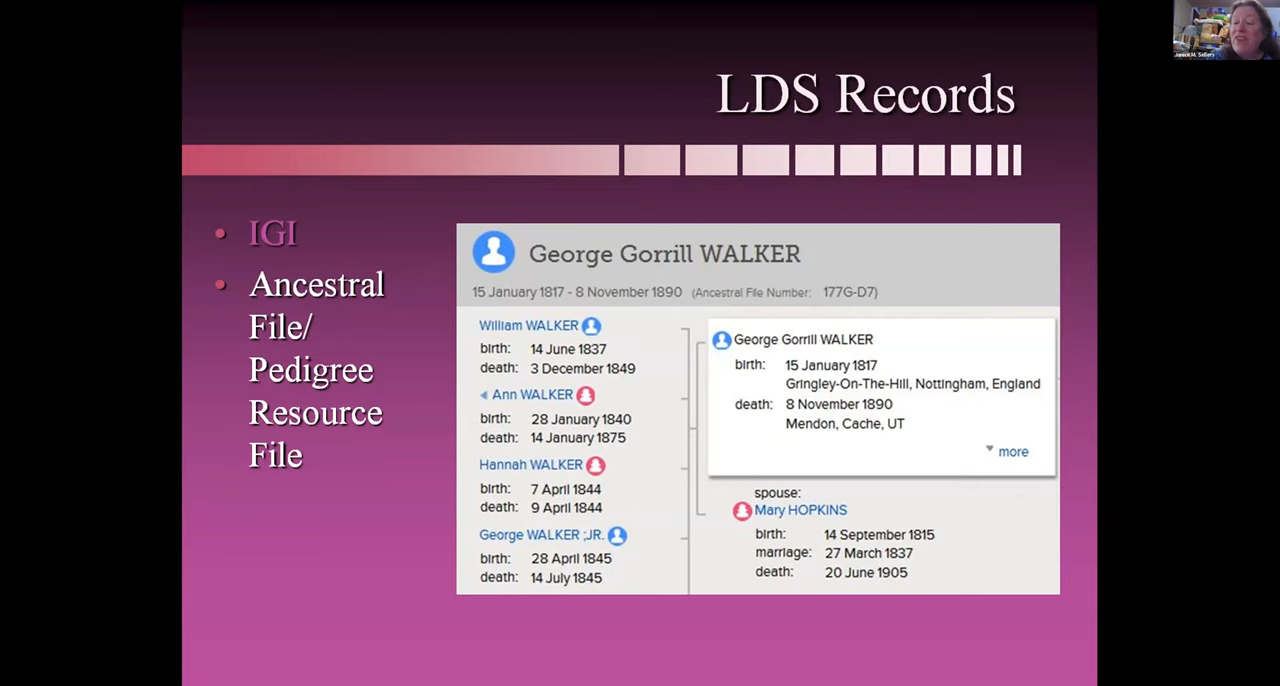 LDS Records
• IGI
• Ancestral
File/
Pedigree
Resource
File
George Gorrill WALKER
15 January 1817 - 8 November 1890 (Ancestral File Number: 177G-D7)
William WALKER
birth: 14 June 1837
death: 3 December 1849
Ann WALKER
birth: 28 January 1840
death: 14 January 1875
Hannah WALKER
birth: 7 April 1844
death: 9 April 1844
George WALKER ;JR.
birth: 28 April 1845
death: 14 July 1845
George Gorrill WALKER
birth: 15 January 1817
Gringley-On-The-Hill, Nottingham, England
death: 8 November 1890
Mendon, Cache, UT
more
spouse:
Mary HOPKINS
birth: 14 September 1815
marriage: 27 March 1837
death: 20 June 1905
Janice M. Sellers